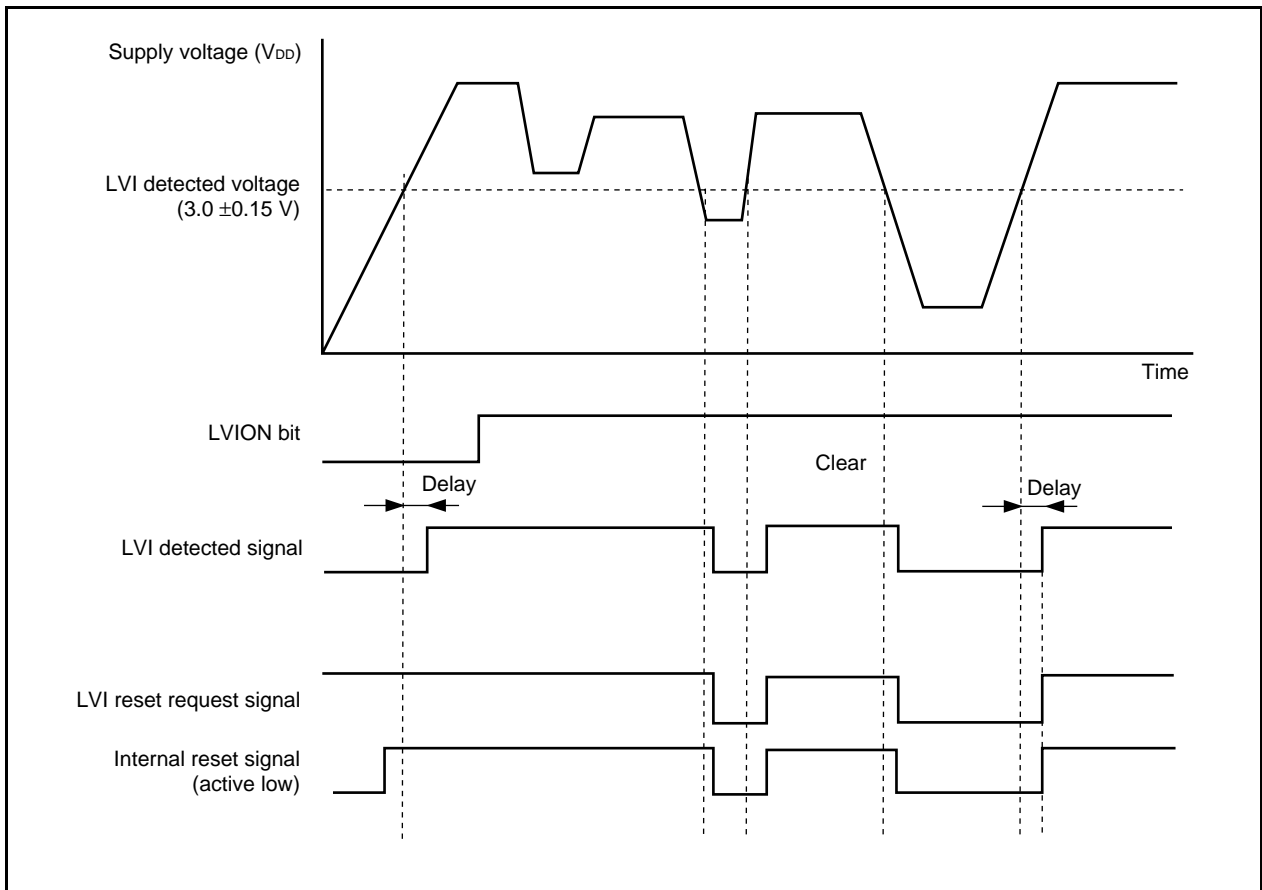 Supply voltage (VDD)
LVI detected voltage
(3.0 ±0.15 V)
Time
LVION bit
Clear
Delay
Delay
LVI detected signal
LVI reset request signal
Internal reset signal
(active low)